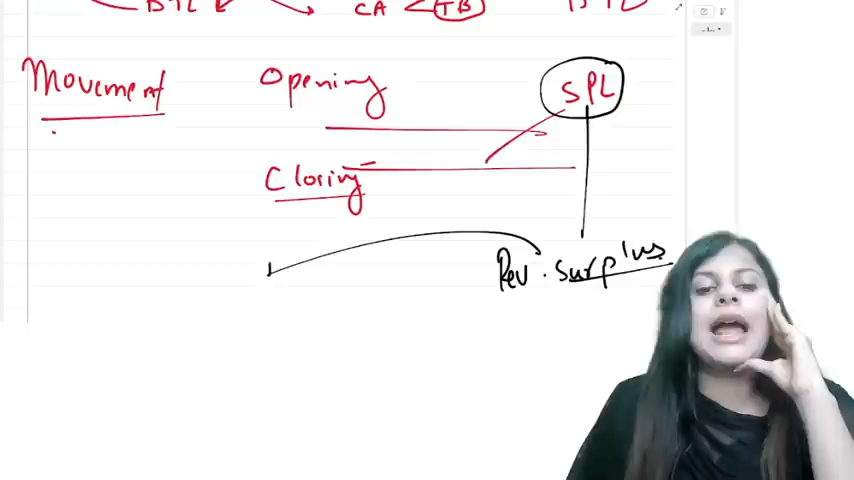 CA TB
Movement Opening SPL
Closing
Rev. Surplus